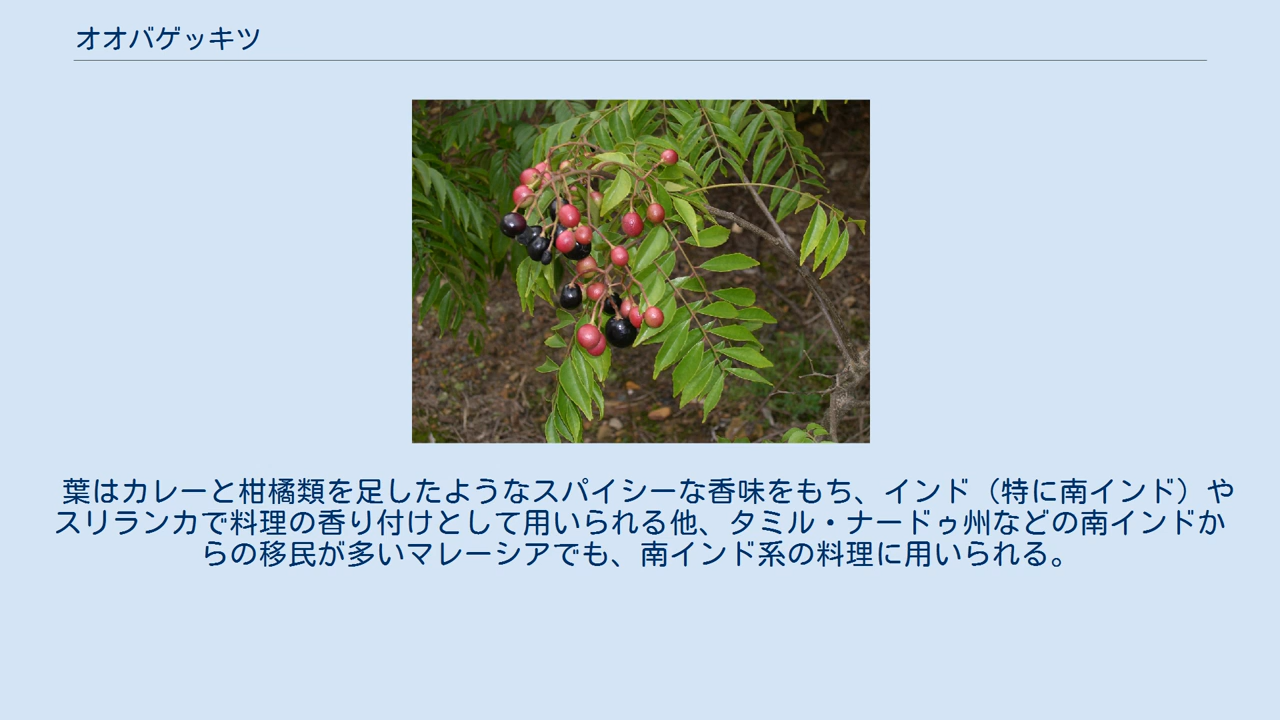 オオバゲッキツ
葉はカレーと柑橘類を足したようなスパイシーな香味をもち、インド（特に南インド）や
スリランカで料理の香り付けとして用いられる他、タミル・ナードゥ州などの南インドか
らの移民が多いマレーシアでも、南インド系の料理に用いられる。